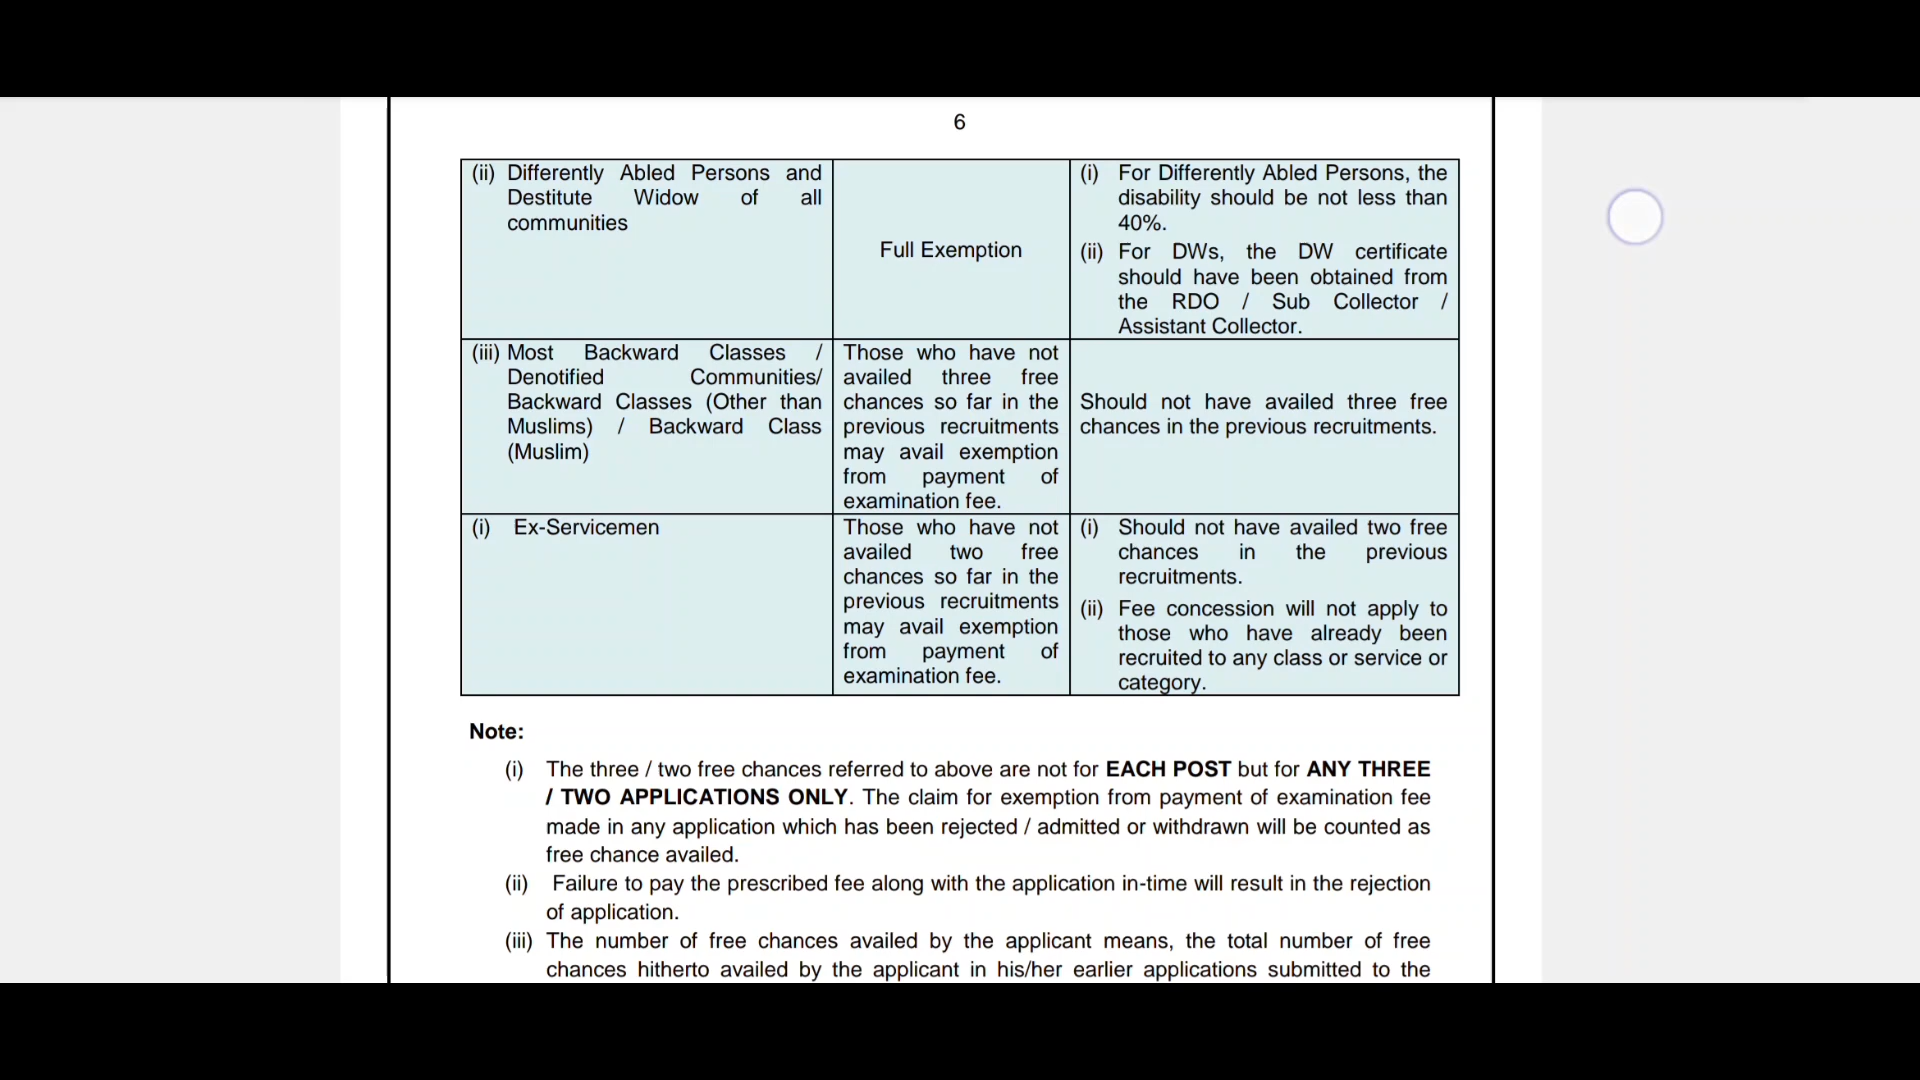 6
(ii) Differently Abled Persons and
Destitute Widow of all
communities
Full Exemption
(i) For Differently Abled Persons, the
disability should be not less than
40%.
(ii) For DWs, the DW certificate
should have been obtained from
the RDO / Sub Collector /
Assistant Collector.
(iii) Most Backward Classes /
Denotified Communities/
Backward Classes (Other than
Muslims) / Backward Class
(Muslim)
Those who have not
availed three free
chances so far in the
previous recruitments
may avail exemption
from payment of
examination fee.
Should not have availed three free
chances in the previous recruitments.
(i) Ex-Servicemen
Those who have not
availed two free
chances so far in the
previous recruitments
may avail exemption
from payment of
examination fee.
(i) Should not have availed two free
chances in the previous
recruitments.
(ii) Fee concession will not apply to
those who have already been
recruited to any class or service or
category.
Note:
(i) The three / two free chances referred to above are not for EACH POST but for ANY THREE
/ TWO APPLICATIONS ONLY. The claim for exemption from payment of examination fee
made in any application which has been rejected / admitted or withdrawn will be counted as
free chance availed.
(ii) Failure to pay the prescribed fee along with the application in-time will result in the rejection
of application.
(iii) The number of free chances availed by the applicant means, the total number of free
chances hitherto availed by the applicant in his/her earlier applications submitted to the